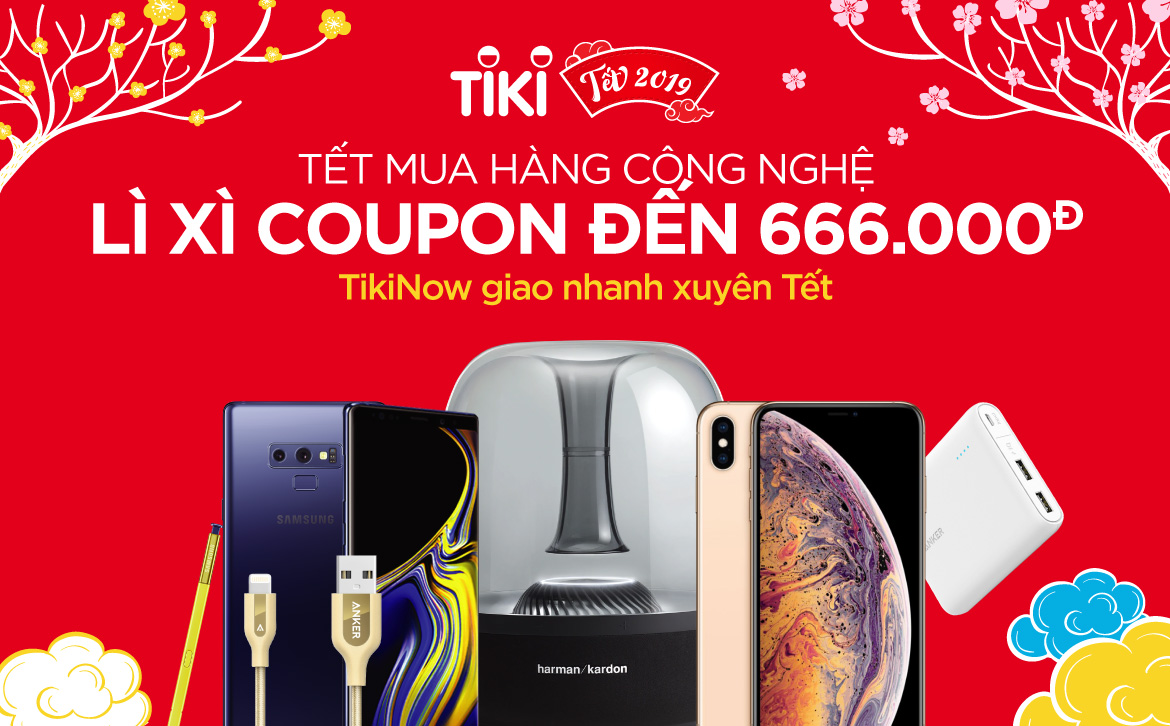 TiKi
Tết 2019
TẾT MUA HÀNG CÔNG NGHỆ
LÌ XÌ COUPON ĐẾN 666.000Đ
TikiNow giao nhanh xuyên Tết
SAMSUNG
ANKER
harman/kardon
ANKER